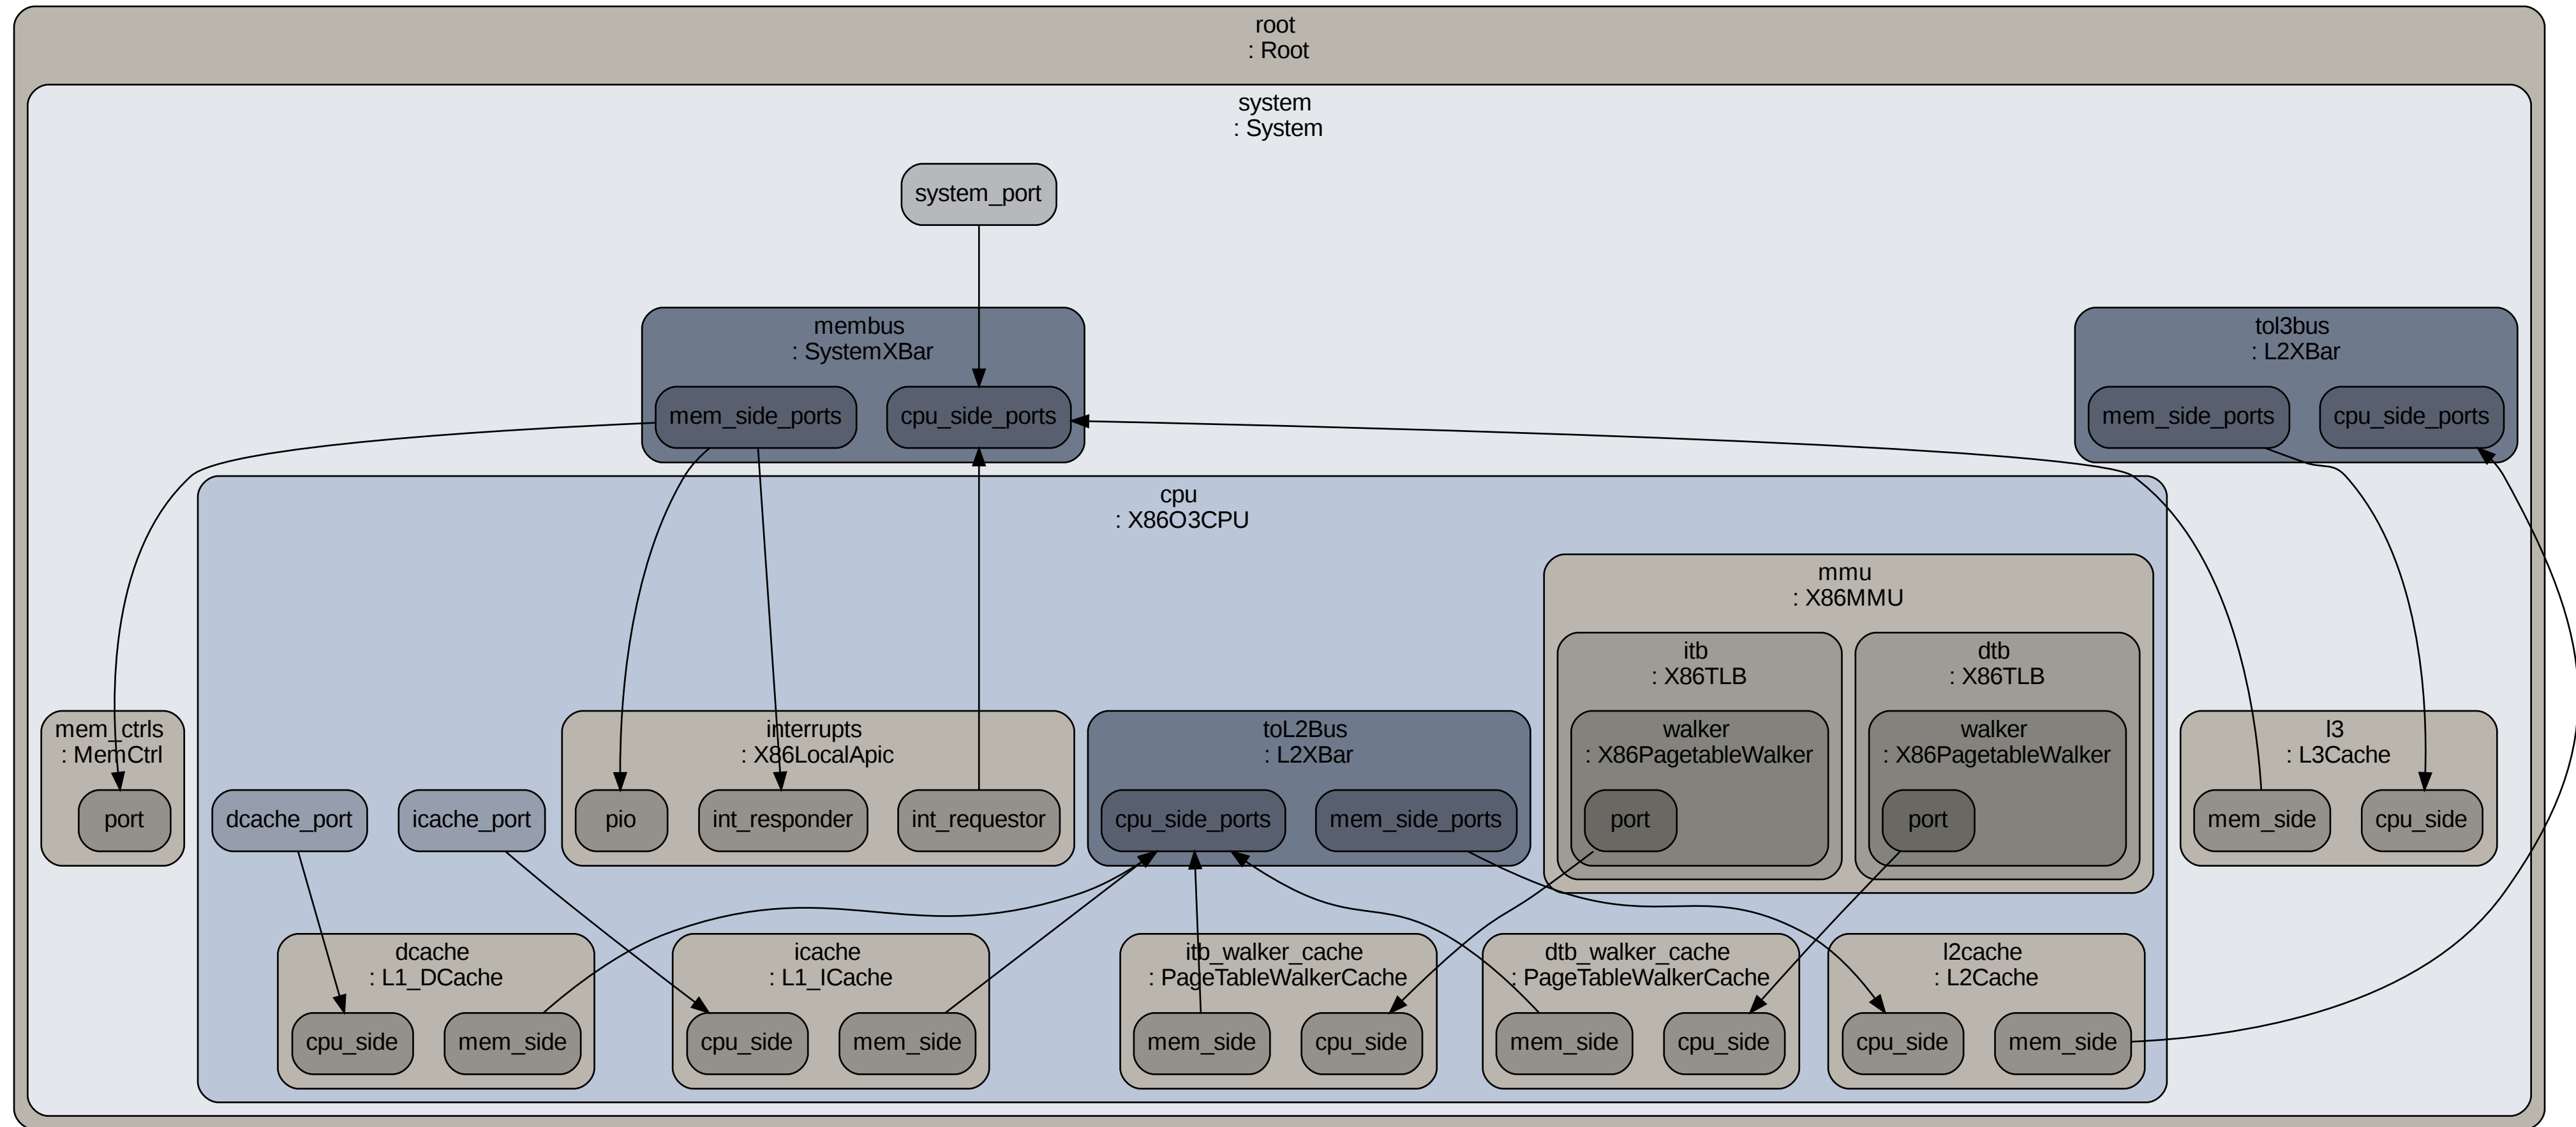 root
: Root
system
: System
system_port
membus
: SystemXBar
mem_side_ports
cpu_side_ports
tol3bus
: L2XBar
mem_side_ports
cpu_side_ports
cpu
: X86O3CPU
mmu
: X86MMU
itb
: X86TLB
dtb
: X86TLB
mem_ctrls
: MemCtrl
port
dcache_port
icache_port
interrupts
: X86LocalApic
pio
int_responder
int_requestor
toL2Bus
: L2XBar
cpu_side_ports
mem_side_ports
walker
: X86PagetableWalker
port
walker
: X86PagetableWalker
port
l3
: L3Cache
mem_side
cpu_side
dcache
: L1_DCache
cpu_side
mem_side
icache
: L1_ICache
cpu_side
mem_side
itb_walker_cache
: PageTableWalkerCache
mem_side
cpu_side
dtb_walker_cache
: PageTableWalkerCache
mem_side
cpu_side
l2cache
: L2Cache
cpu_side
mem_side